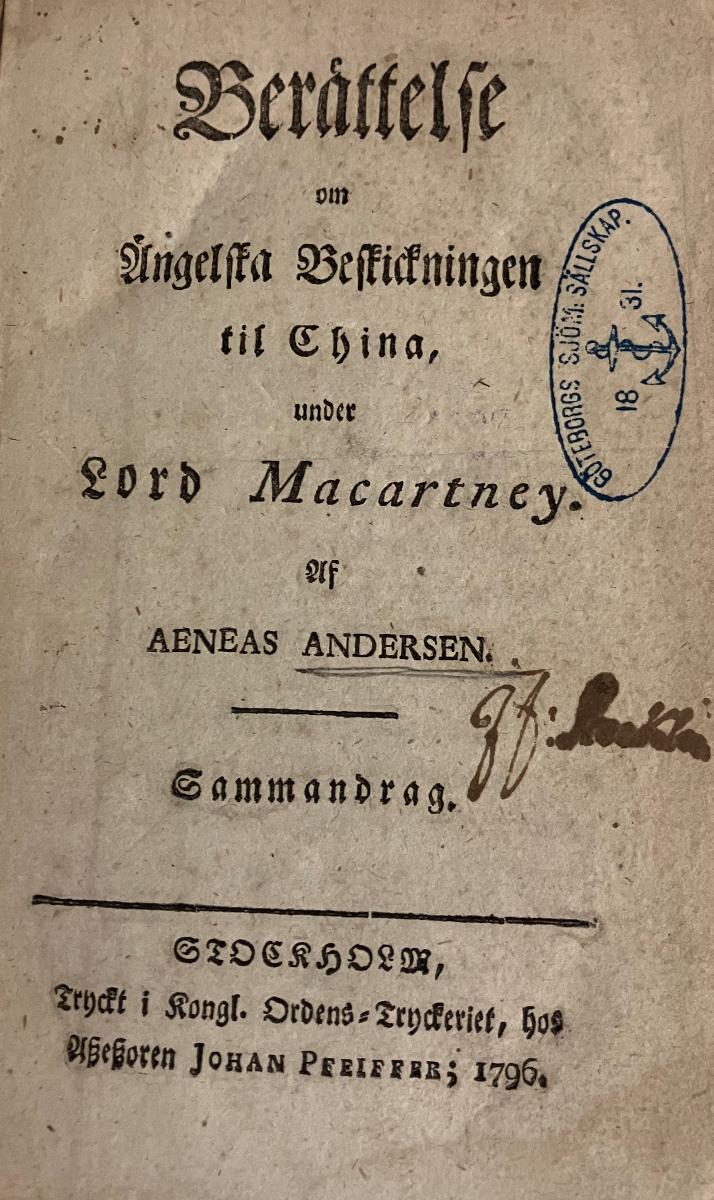 Berättelse
om
Ängelska Beskickningen
til China,
under
Lord Macartney.
Af
AENEAS ANDERSEN.
Sammandrag.
STOCKHOLM,
Tryckt i Kongl. Ordens-Tryckeriet, hos
Aßeßoren JOHAN PFEIFFER; 1796.
GÖTEBORGS SJÖM: SÄLLSKAP.
18 31.